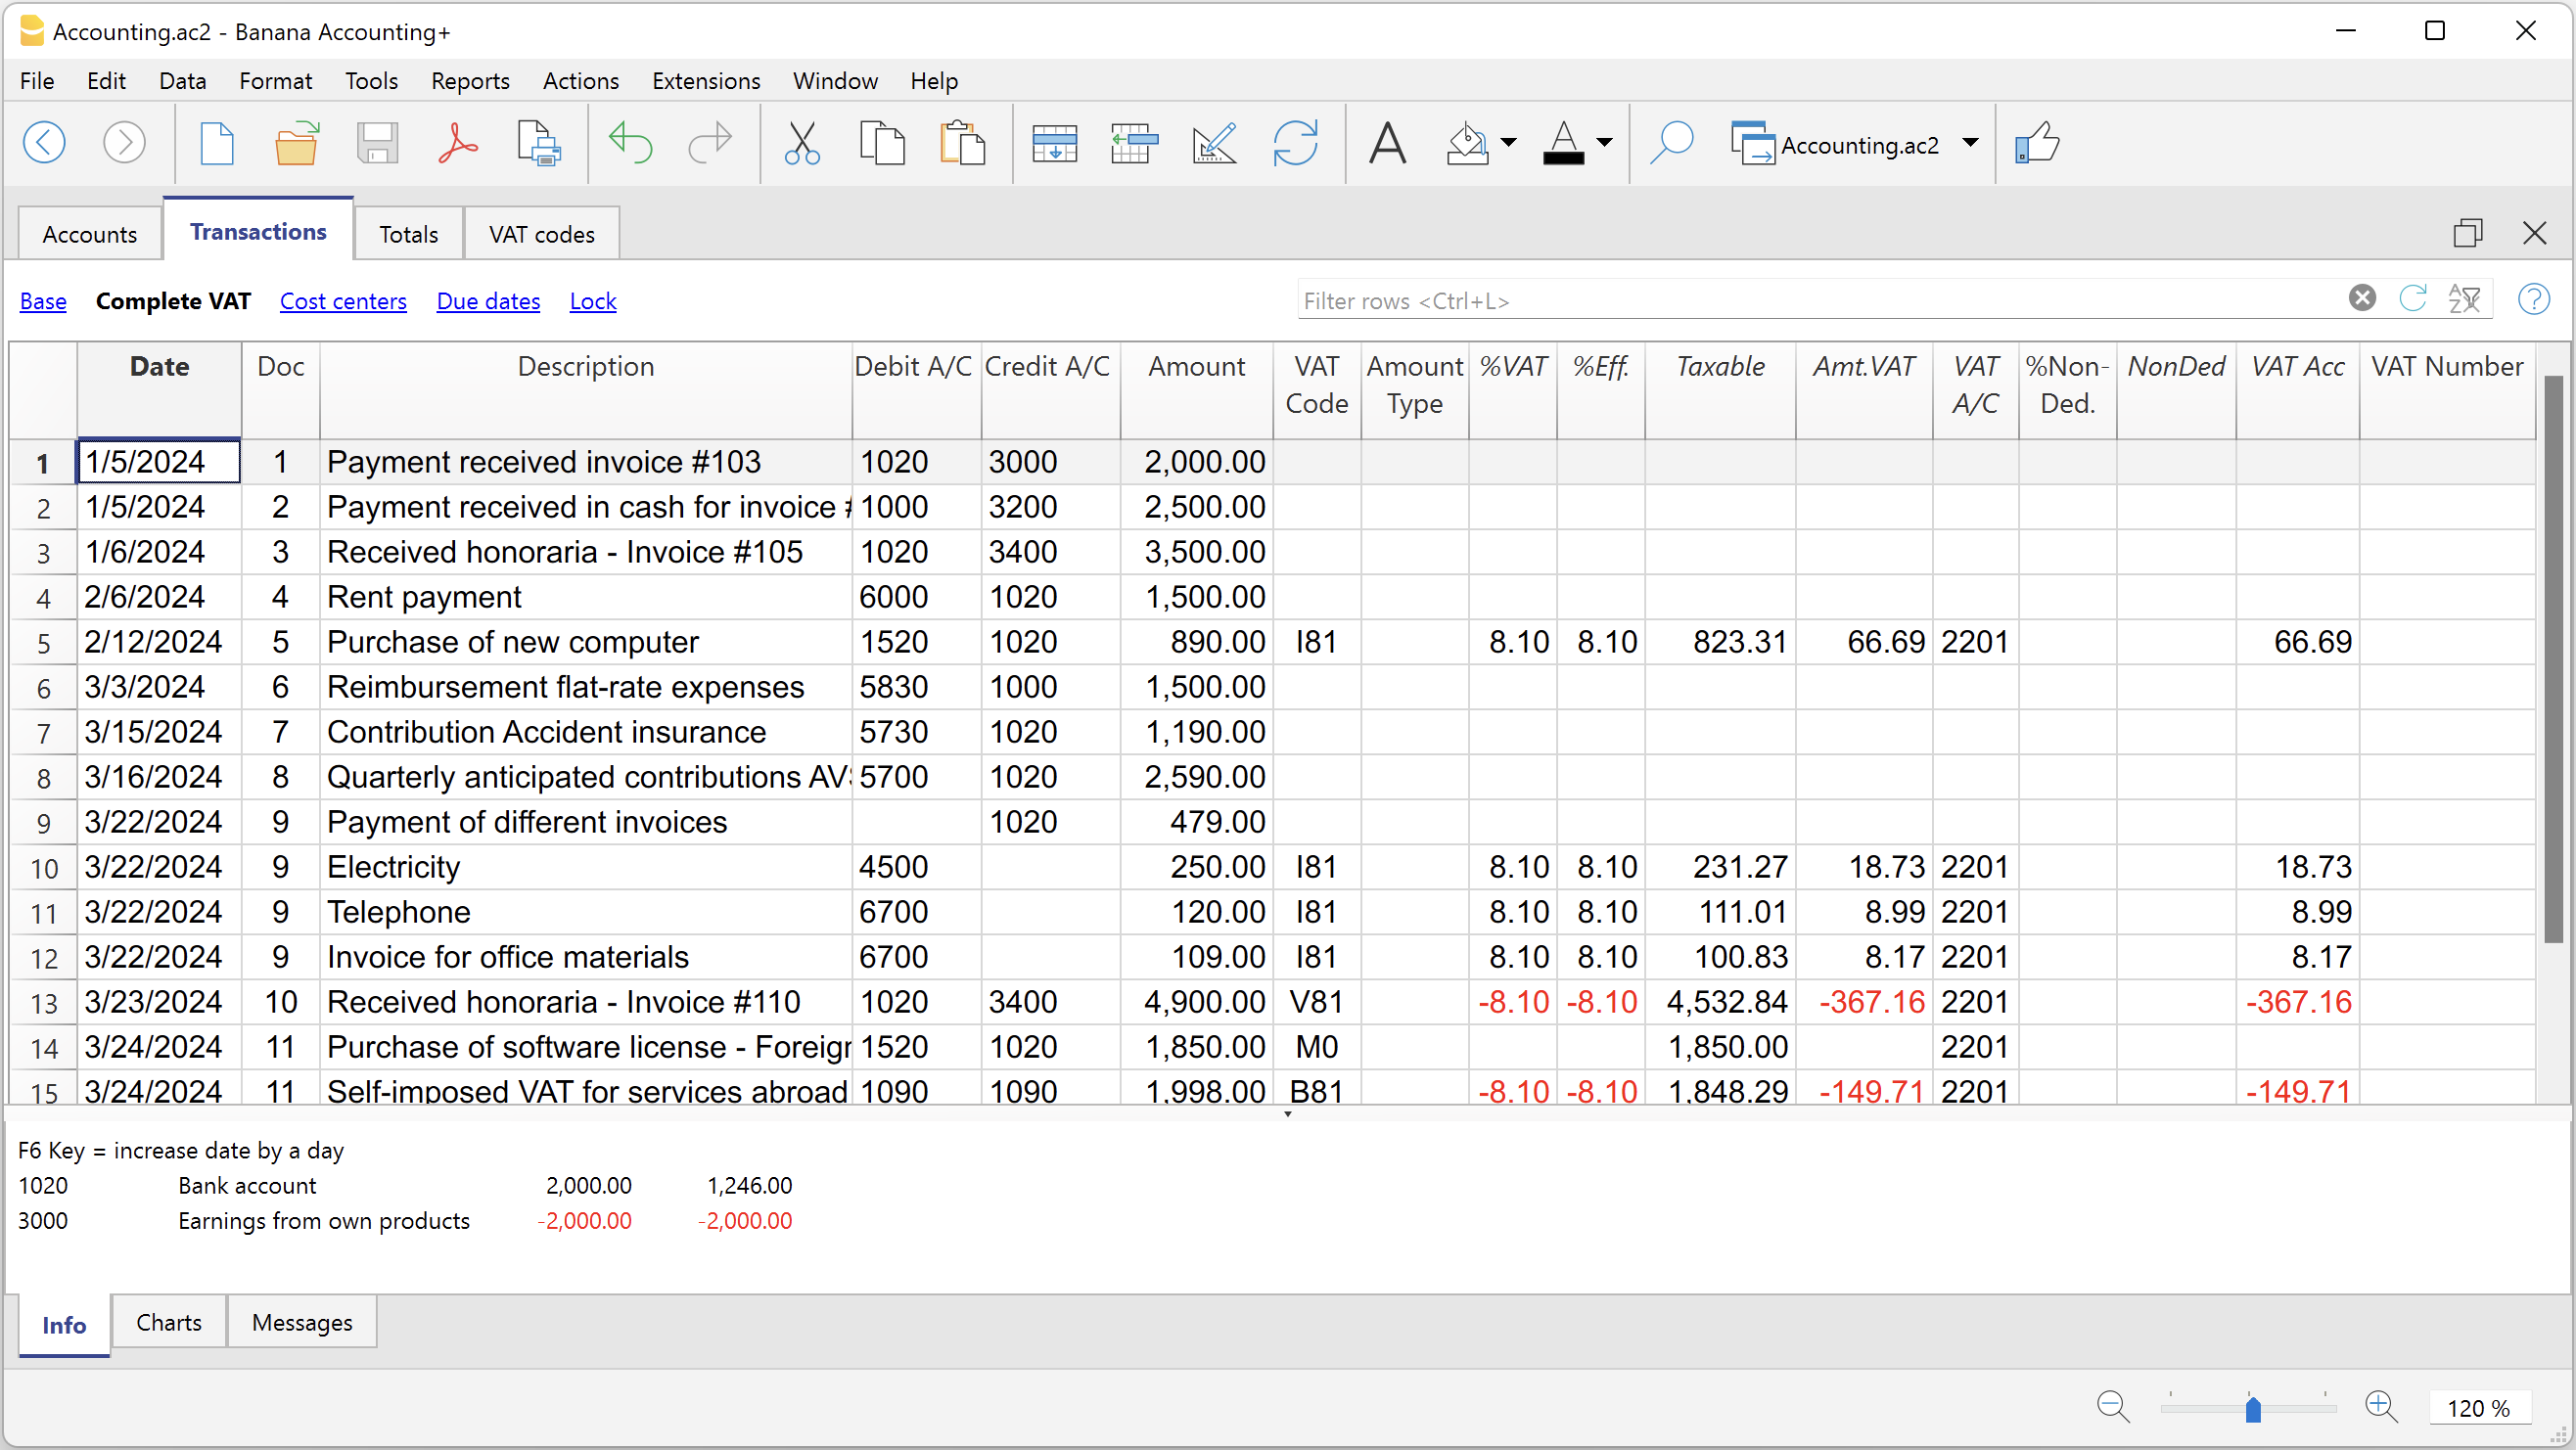 Accounting.ac2 - Banana Accounting+
File Edit Data Format Tools Reports Actions Extensions Window Help
Accounting.ac2
Accounts Transactions Totals VAT codes
Base Complete VAT Cost centers Due dates Lock Filter rows <Ctrl+L>
Date Doc Description Debit A/C Credit A/C Amount VAT Code Amount Type %VAT %Eff. Taxable Amt.VAT VAT A/C %Non-Ded. NonDed VAT Acc VAT Number
1 1/5/2024 1 Payment received invoice #103 1020 3000 2,000.00
2 1/5/2024 2 Payment received in cash for invoice # 1000 3200 2,500.00
3 1/6/2024 3 Received honoraria - Invoice #105 1020 3400 3,500.00
4 2/6/2024 4 Rent payment 6000 1020 1,500.00
5 2/12/2024 5 Purchase of new computer 1520 1020 890.00 I81 8.10 8.10 823.31 66.69 2201 66.69
6 3/3/2024 6 Reimbursement flat-rate expenses 5830 1000 1,500.00
7 3/15/2024 7 Contribution Accident insurance 5730 1020 1,190.00
8 3/16/2024 8 Quarterly anticipated contributions 5700 1020 2,590.00
9 3/22/2024 9 Payment of different invoices 1020 479.00
10 3/22/2024 9 Electricity 4500 250.00 I81 8.10 8.10 231.27 18.73 2201 18.73
11 3/22/2024 9 Telephone 6700 120.00 I81 8.10 8.10 111.01 8.99 2201 8.99
12 3/22/2024 9 Invoice for office materials 6700 109.00 I81 8.10 8.10 100.83 8.17 2201 8.17
13 3/23/2024 10 Received honoraria - Invoice #110 1020 3400 4,900.00 V81 -8.10 -8.10 4,532.84 -367.16 2201 -367.16
14 3/24/2024 11 Purchase of software license - 1520 1020 1,850.00 M0 1,850.00 2201
15 3/24/2024 11 Self-imposed VAT for services abroad 1090 1090 1,998.00 B81 -8.10 -8.10 1,848.29 -149.71 2201 -149.71
F6 Key = increase date by a day
1020 Bank account 2,000.00 1,246.00
3000 Earnings from own products -2,000.00 -2,000.00
Info Charts Messages
120 %